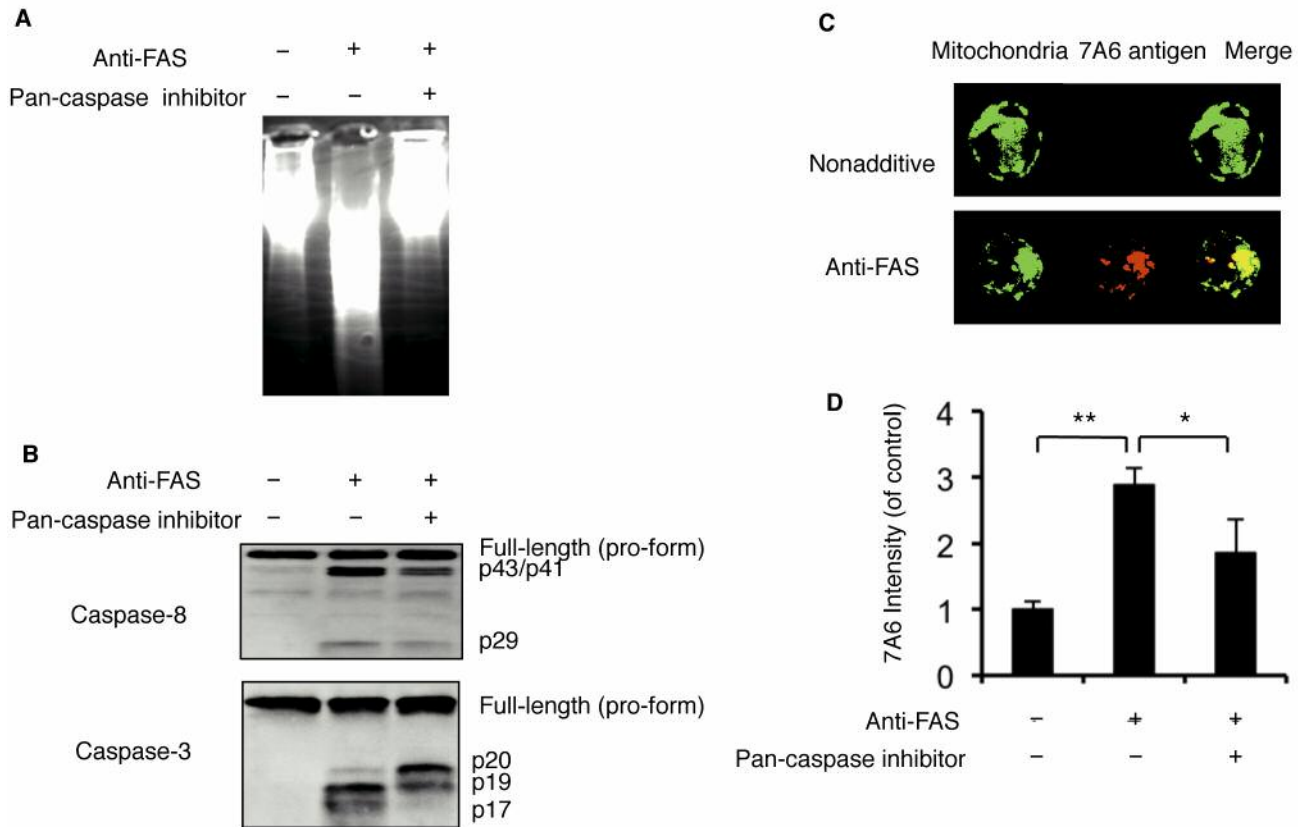 A
Anti-FAS – + +
Pan-caspase inhibitor – – +
B
Anti-FAS – + +
Pan-caspase inhibitor – – +
Caspase-8
Full-length (pro-form)
p43/p41
p29
Caspase-3
Full-length (pro-form)
p20
p19
p17
C
Mitochondria 7A6 antigen Merge
Nonadditive
Anti-FAS
D
7A6 Intensity (of control)
4
3
2
1
0
** *
Anti-FAS – + +
Pan-caspase inhibitor – – +